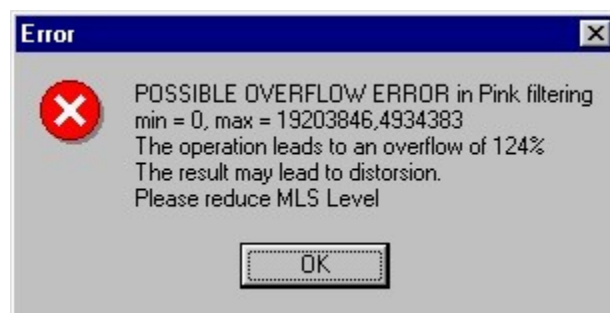 Error
POSSIBLE OVERFLOW ERROR in Pink filtering
min = 0, max = 19203846,4934383
The operation leads to an overflow of 124%
The result may lead to distorsion.
Please reduce MLS Level
OK